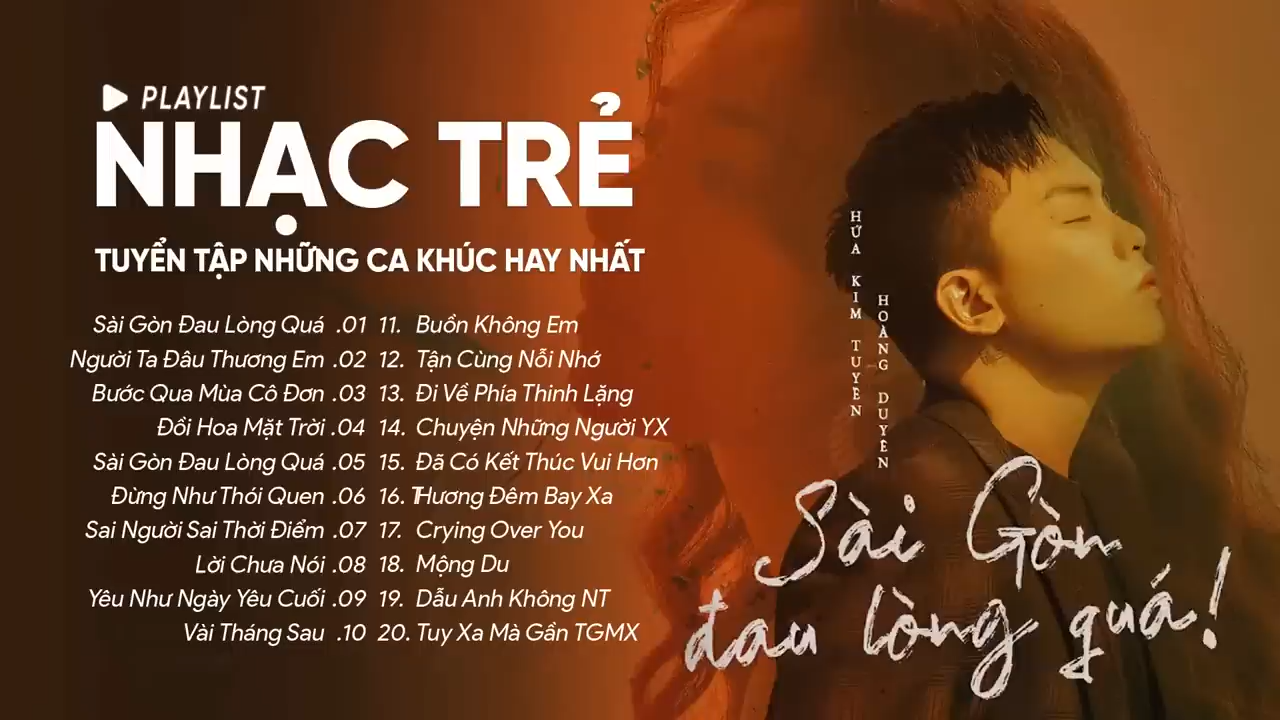 PLAYLIST
NHẠC TRẺ
TUYỂN TẬP NHỮNG CA KHÚC HAY NHẤT
Sài Gòn Đau Lòng Quá .01
Người Ta Đâu Thương Em .02
Bước Qua Mùa Cô Đơn .03
Đồi Hoa Mặt Trời .04
Sài Gòn Đau Lòng Quá .05
Đừng Như Thói Quen .06
Sai Người Sai Thời Điểm .07
Lời Chưa Nói .08
Yêu Như Ngày Yêu Cuối .09
Vài Tháng Sau .10
11. Buồn Không Em
12. Tận Cùng Nỗi Nhớ
13. Đi Về Phía Thinh Lặng
14. Chuyện Những Người YX
15. Đã Có Kết Thúc Vui Hơn
16. THương Đêm Bay Xa
17. Crying Over You
18. Mộng Du
19. Dẫu Anh Không NT
20. Tuy Xa Mà Gần TGMX
HỨA KIM TUYỀN
HOÀNG DUYÊN
Sài Gòn
đau lòng quá!